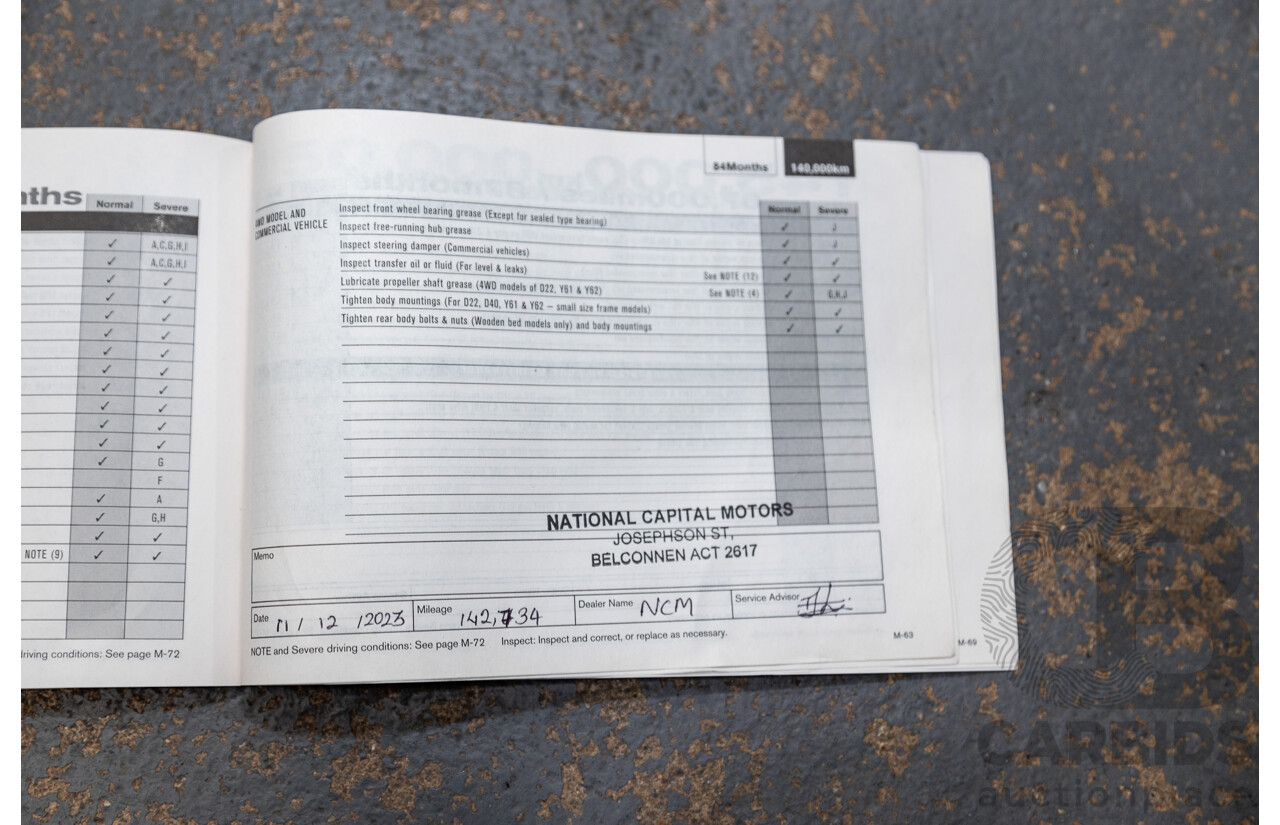 nths
Normal Severe
✓ A,C,G,H,I
✓ A,C,G,H,I
✓ ✓
✓ ✓
✓ ✓
✓ ✓
✓ ✓
✓ ✓
✓ ✓
✓ ✓
✓ ✓
✓ G
F
✓ A
✓ G,H
✓ ✓
NOTE (9) ✓ ✓
driving conditions: See page M-72
84Months 140,000km
Normal Severe
4WD MODEL AND
COMMERCIAL VEHICLE
Inspect front wheel bearing grease (Except for sealed type bearing) ✓ J
Inspect free-running hub grease ✓ J
Inspect steering damper (Commercial vehicles) ✓ ✓
Inspect transfer oil or fluid (For level & leaks) See NOTE (12) ✓ ✓
Lubricate propeller shaft grease (4WD models of D22, Y61 & Y62) See NOTE (4) ✓ G,H,J
Tighten body mountings (For D22, D40, Y61 & Y62 – small size frame models) ✓ ✓
Tighten rear body bolts & nuts (Wooden bed models only) and body mountings ✓ ✓
NATIONAL CAPITAL MOTORS
JOSEPHSON ST,
BELCONNEN ACT 2617
Memo
Date 11 / 12 / 2023 Mileage 142,734 Dealer Name NCM Service Advisor
NOTE and Severe driving conditions: See page M-72 Inspect: Inspect and correct, or replace as necessary. M-63
M-69
CB
CARBIDS
auctionplace